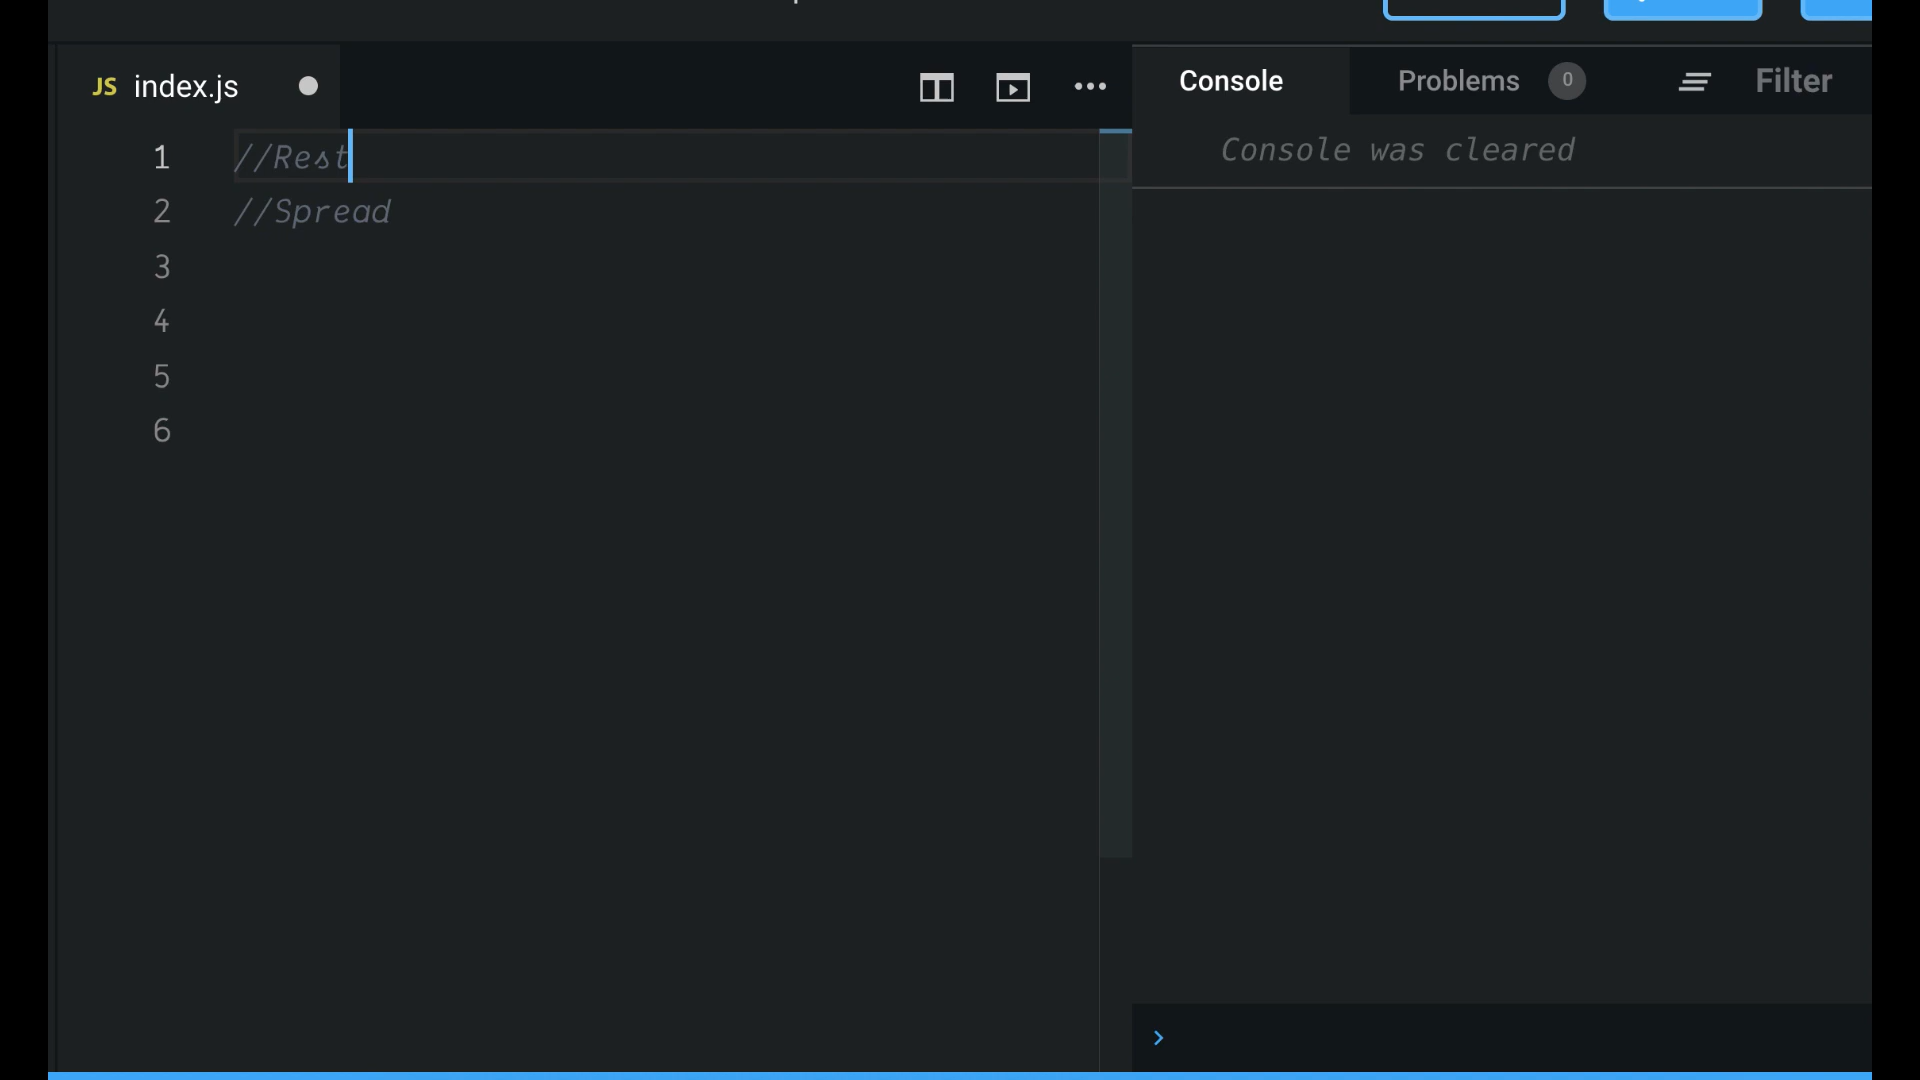 JS index.js
Console
Problems 0
Filter
1 //Rest
2 //Spread
3
4
5
6
Console was cleared